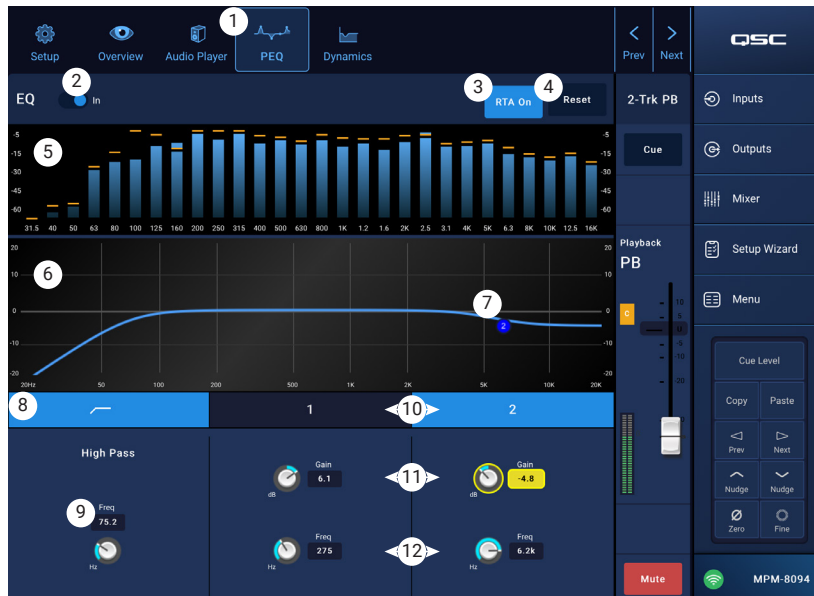 1
Setup
Overview
Audio Player
PEQ
Dynamics
Prev
Next
QSC
2
EQ
In
3
RTA On
4
Reset
2-Trk PB
Inputs
-5
-5
5
-15
-15
-30
-30
-45
-45
-60
-60
31.5 40 50 63 80 100 125 160 200 250 315 400 500 630 800 1K 1.2 1.6 2K 2.5 3.1 4K 5K 6.3 8K 10K 12.5 16K
Cue
Outputs
Mixer
20
20
6
10
10
7
0
0
2
-10
-10
-20
-20
20Hz 50 100 200 500 1K 2K 5K 10K 20K
Playback
PB
C
10
5
U
-5
-10
-20
Setup Wizard
Menu
Cue Level
Copy
Paste
Prev
Next
Nudge
Nudge
Zero
Fine
8
1
10
2
High Pass
Gain
6.1
dB
11
Gain
-4.8
dB
9
Freq
75.2
Hz
Freq
275
Hz
12
Freq
6.2k
Hz
Mute
MPM-8094